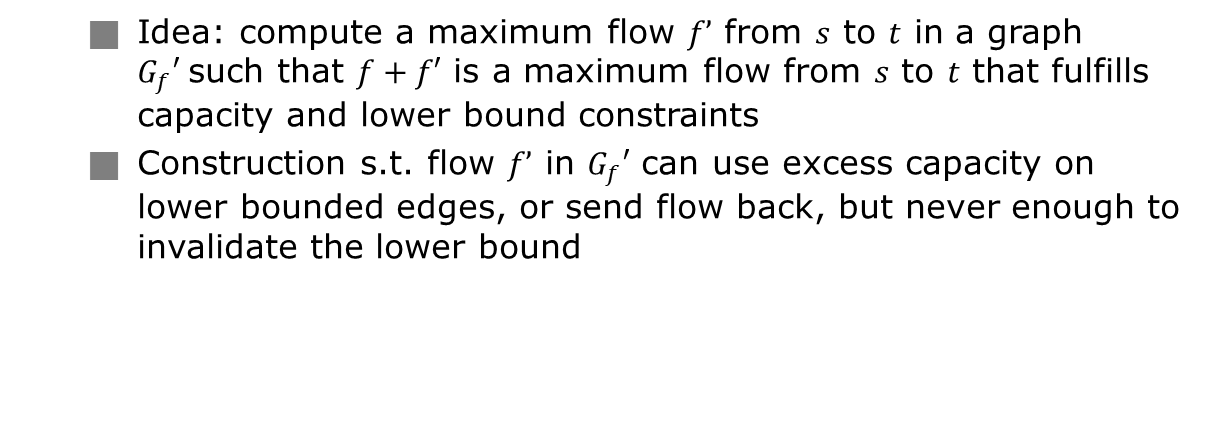 Idea: compute a maximum flow f’ from s to t in a graph
G_f′ such that f + f′ is a maximum flow from s to t that fulfills
capacity and lower bound constraints
Construction s.t. flow f’ in G_f′ can use excess capacity on
lower bounded edges, or send flow back, but never enough to
invalidate the lower bound